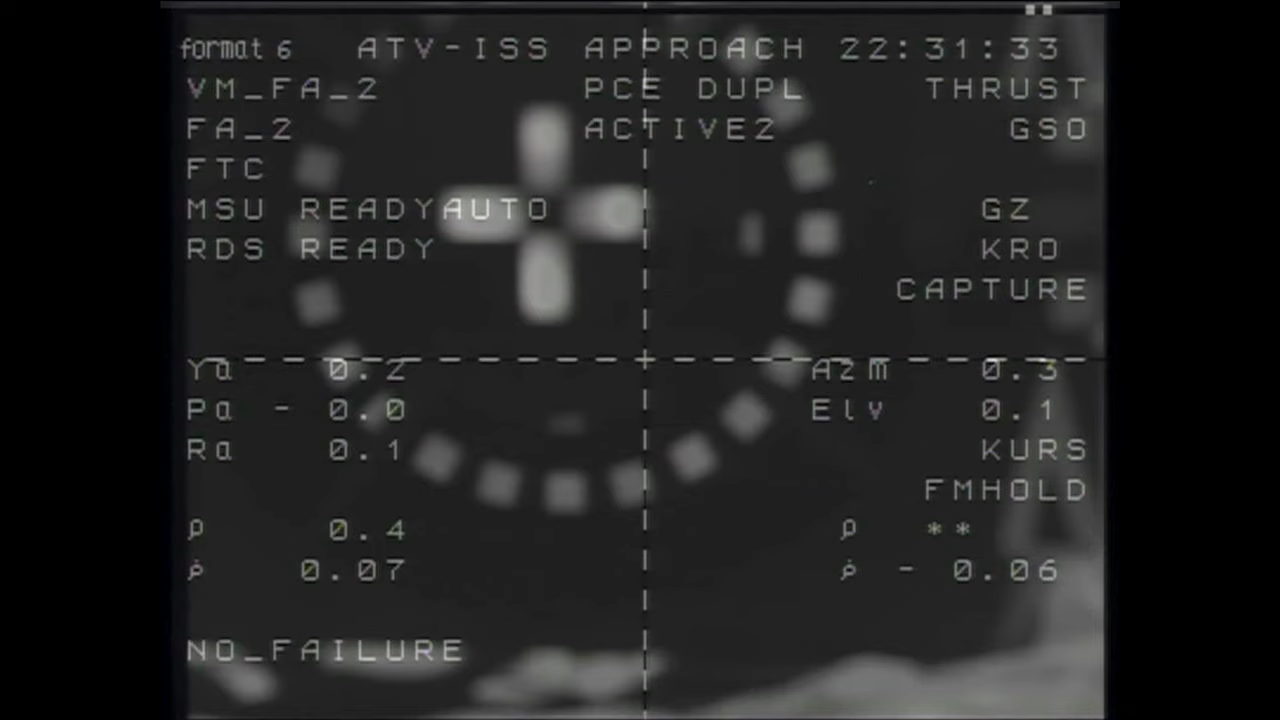 format 6 ATV-ISS APPROACH 22:31:33
VM_FA_2 PCE DUPL THRUST
FA_2 ACTIVE2 GSO
FTC
MSU READY AUTO GZ
RDS READY KRO
CAPTURE
Ya 0.2 Azm 0.3
Pa - 0.0 Elv 0.1
Ra 0.1 KURS
FMHOLD
ρ 0.4 ρ **
ρ̇ 0.07 ρ̇ - 0.06
NO_FAILURE